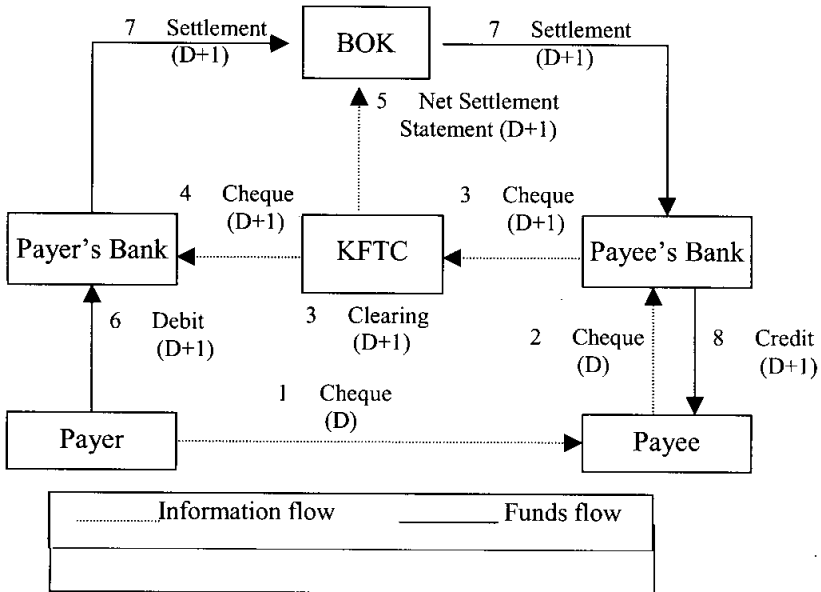 7 Settlement
(D+1)
BOK
7 Settlement
(D+1)
5 Net Settlement
Statement (D+1)
4 Cheque
(D+1)
3 Cheque
(D+1)
Payer's Bank
KFTC
Payee's Bank
6 Debit
(D+1)
3 Clearing
(D+1)
2 Cheque
(D)
8 Credit
(D+1)
1 Cheque
(D)
Payer
Payee
Information flow
Funds flow